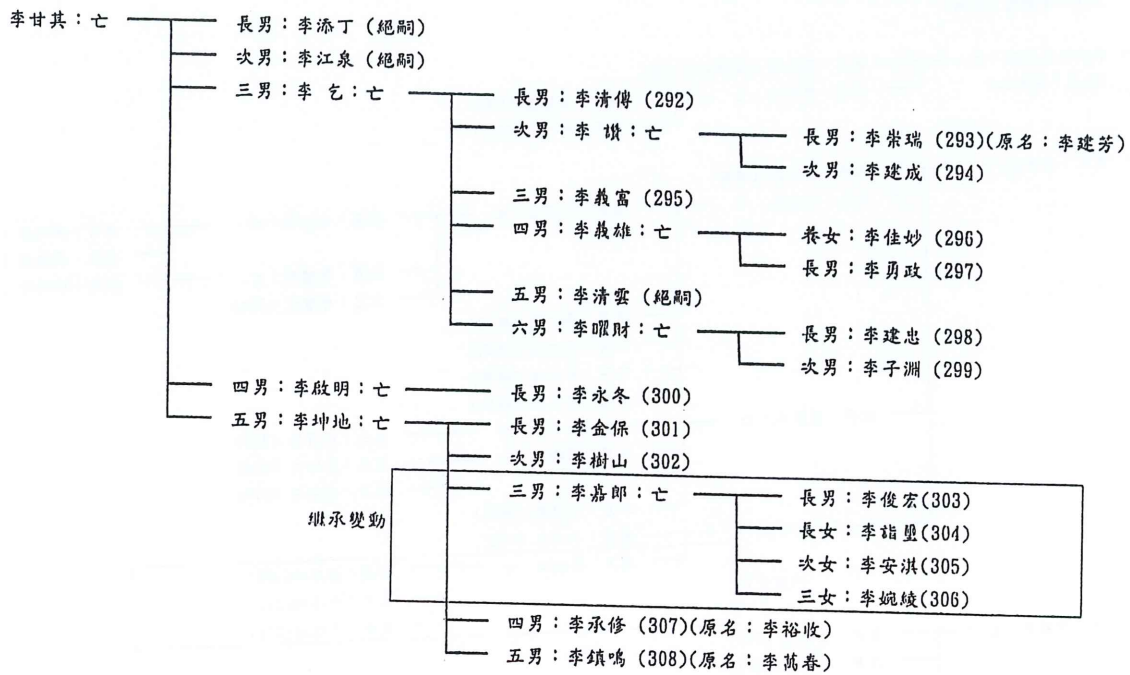 李甘其：亡
長男：李添丁 (絕嗣)
次男：李江泉 (絕嗣)
三男：李 乞：亡
長男：李清傳 (292)
次男：李 讚：亡
長男：李崇瑞 (293)(原名：李建芳)
次男：李建成 (294)
三男：李義富 (295)
四男：李義雄：亡
養女：李佳妙 (296)
長男：李勇政 (297)
五男：李清雲 (絕嗣)
六男：李曜財：亡
長男：李建忠 (298)
次男：李子洲 (299)
四男：李啟明：亡
長男：李永冬 (300)
五男：李坤地：亡
長男：李金保 (301)
次男：李樹山 (302)
繼承變動
三男：李嘉郎：亡
長男：李俊宏(303)
長女：李詣璽(304)
次女：李安淇(305)
三女：李婉綾(306)
四男：李承修 (307)(原名：李裕收)
五男：李鎮鳴 (308)(原名：李萬春)